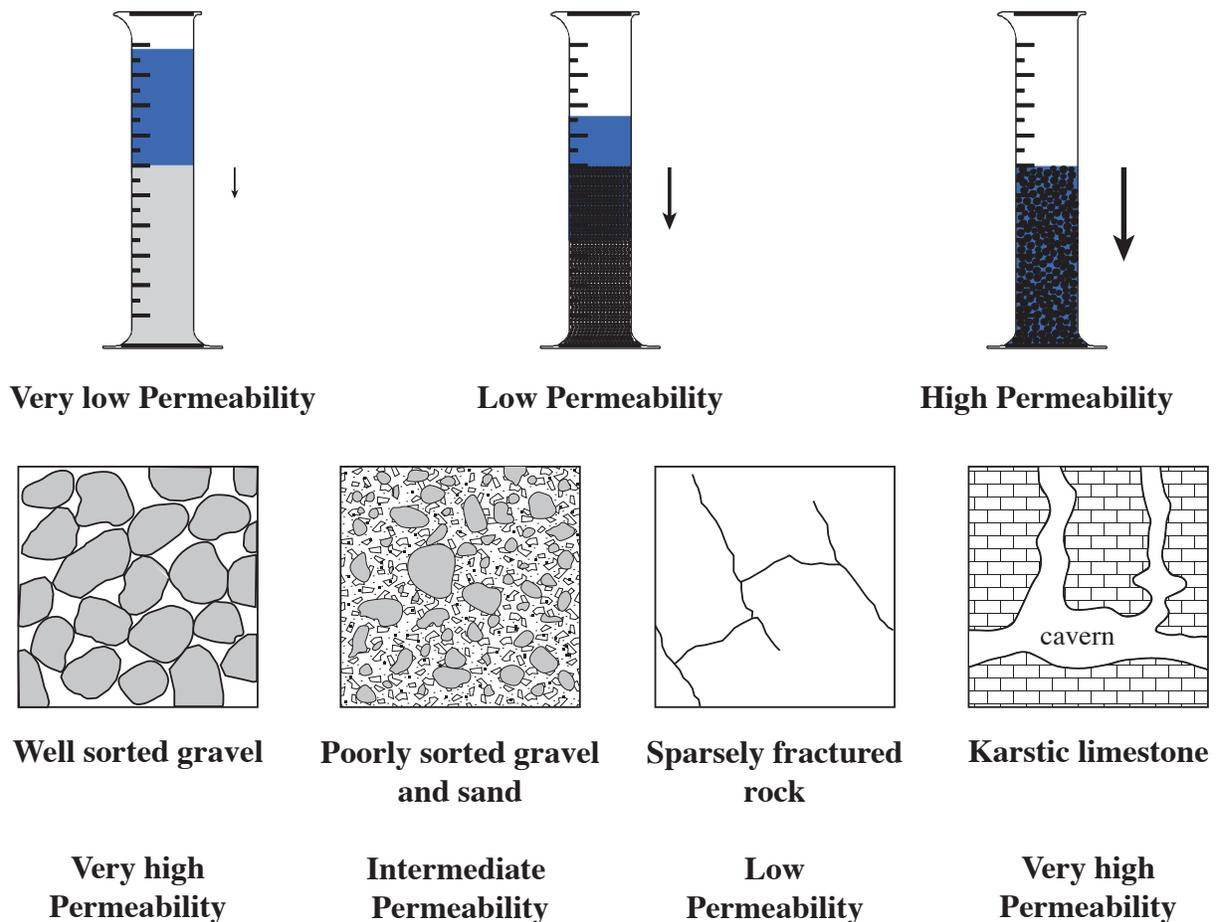 Very low Permeability
Low Permeability
High Permeability
cavern
Well sorted gravel
Poorly sorted gravel
and sand
Sparsely fractured
rock
Karstic limestone
Very high
Permeability
Intermediate
Permeability
Low
Permeability
Very high
Permeability